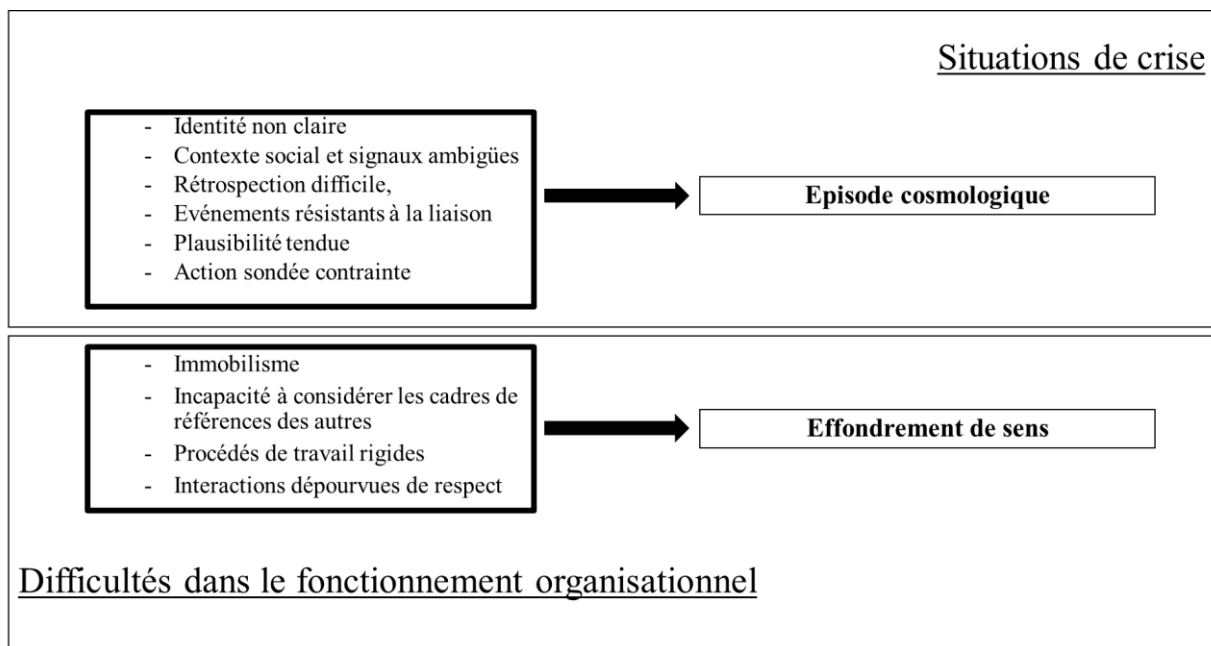 Situations de crise
- Identité non claire
- Contexte social et signaux ambigües
- Rétrospection difficile,
- Evénements résistants à la liaison
- Plausibilité tendue
- Action sondée contrainte
Episode cosmologique
- Immobilisme
- Incapacité à considérer les cadres de
références des autres
- Procédés de travail rigides
- Interactions dépourvues de respect
Effondrement de sens
Difficultés dans le fonctionnement organisationnel